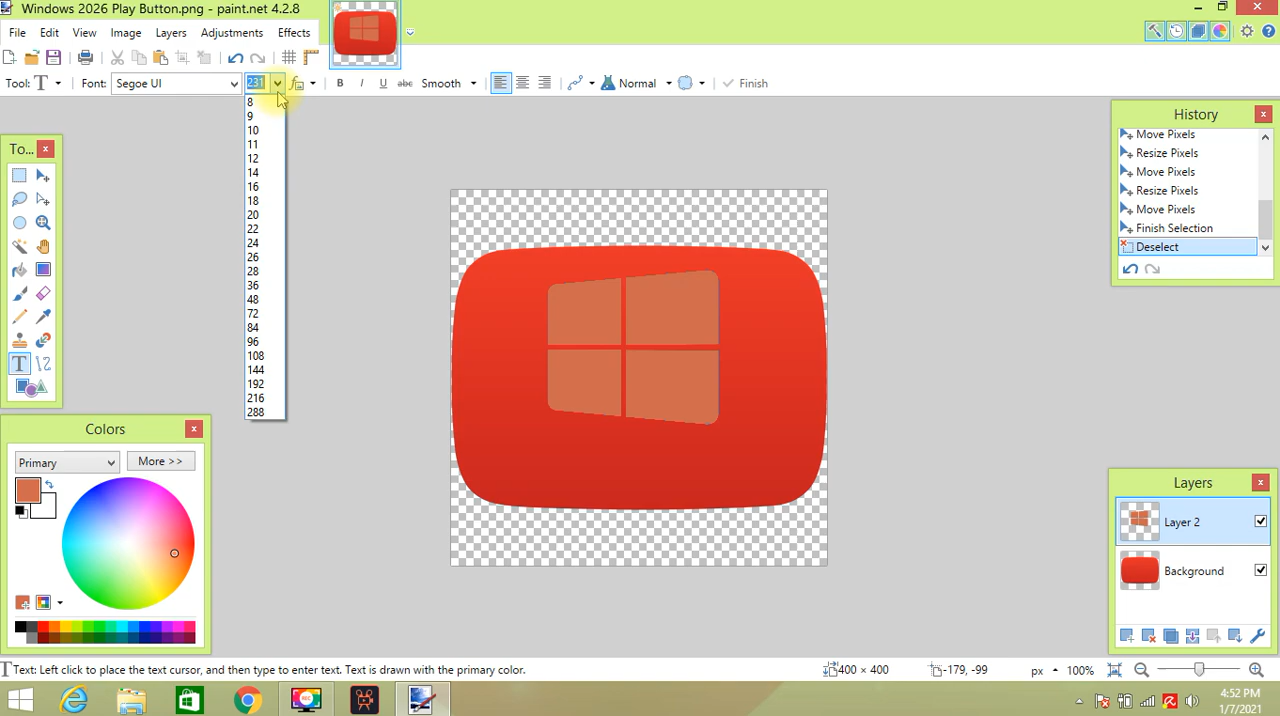 Windows 2026 Play Button.png - paint.net 4.2.8
File Edit View Image Layers Adjustments Effects
Tool: T Font: Segoe UI 231 B I U abc Smooth Normal Finish
8
9
10
11
12
14
16
18
20
22
24
26
28
36
48
72
84
96
108
144
192
216
288
To...
History
Move Pixels
Resize Pixels
Move Pixels
Resize Pixels
Move Pixels
Finish Selection
Deselect
Colors
Primary
More >>
Layers
Layer 2
Background
Text: Left click to place the text cursor, and then type to enter text. Text is drawn with the primary color.
400 × 400
-179, -99
px
100%
REC
4:52 PM
1/7/2021